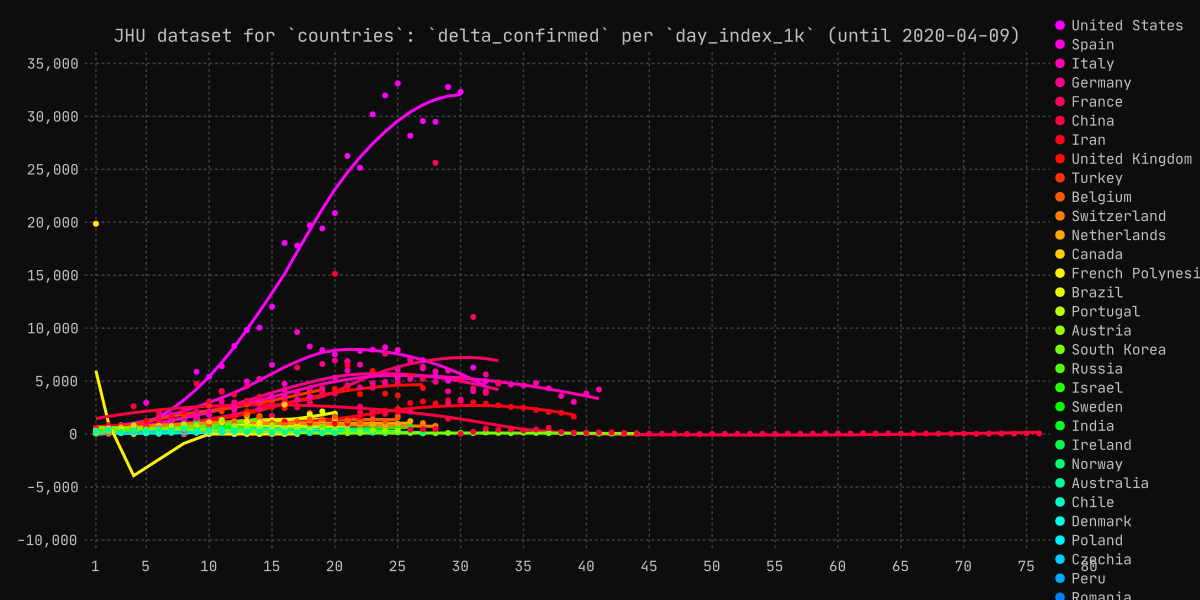 JHU dataset for `countries`: `delta_confirmed` per `day_index_1k` (until 2020-04-09)
35,000
30,000
25,000
20,000
15,000
10,000
5,000
0
−5,000
−10,000
1 5 10 15 20 25 30 35 40 45 50 55 60 65 70 75 80
United States
Spain
Italy
Germany
France
China
Iran
United Kingdom
Turkey
Belgium
Switzerland
Netherlands
Canada
French Polynesi
Brazil
Portugal
Austria
South Korea
Russia
Israel
Sweden
India
Ireland
Norway
Australia
Chile
Denmark
Poland
Czechia
Peru
Romania